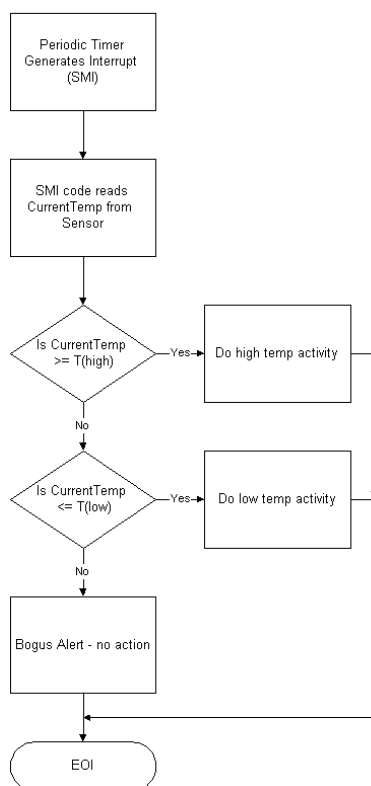 Periodic Timer
Generates Interrupt
(SMI)
SMI code reads
CurrentTemp from
Sensor
Is CurrentTemp
>= T(high)
Yes
Do high temp activity
No
Is CurrentTemp
<= T(low)
Yes
Do low temp activity
No
Bogus Alert - no action
EOI